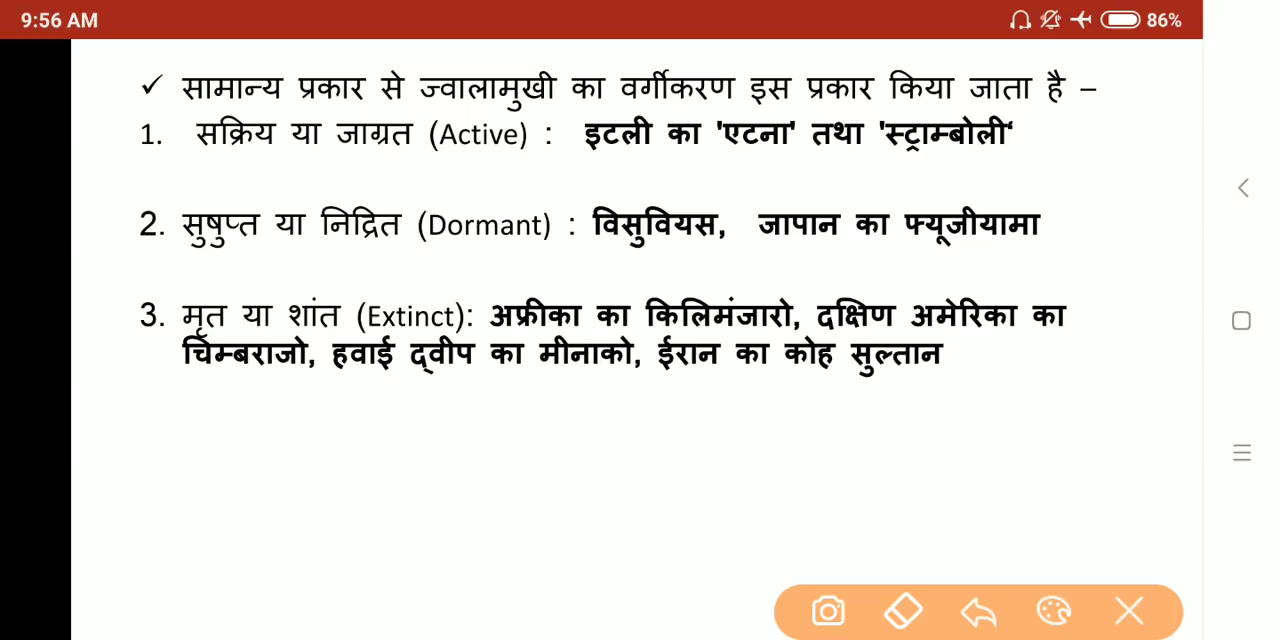 9:56 AM 86%
✓ सामान्य प्रकार से ज्वालामुखी का वर्गीकरण इस प्रकार किया जाता है –
1. सक्रिय या जाग्रत (Active) : इटली का 'एटना' तथा 'स्ट्राम्बोली‘
2. सुषुप्त या निद्रित (Dormant) : विसुवियस, जापान का फ्यूजीयामा
3. मृत या शांत (Extinct): अफ्रीका का किलिमंजारो, दक्षिण अमेरिका का
चिम्बराजो, हवाई द्वीप का मीनाको, ईरान का कोह सुल्तान